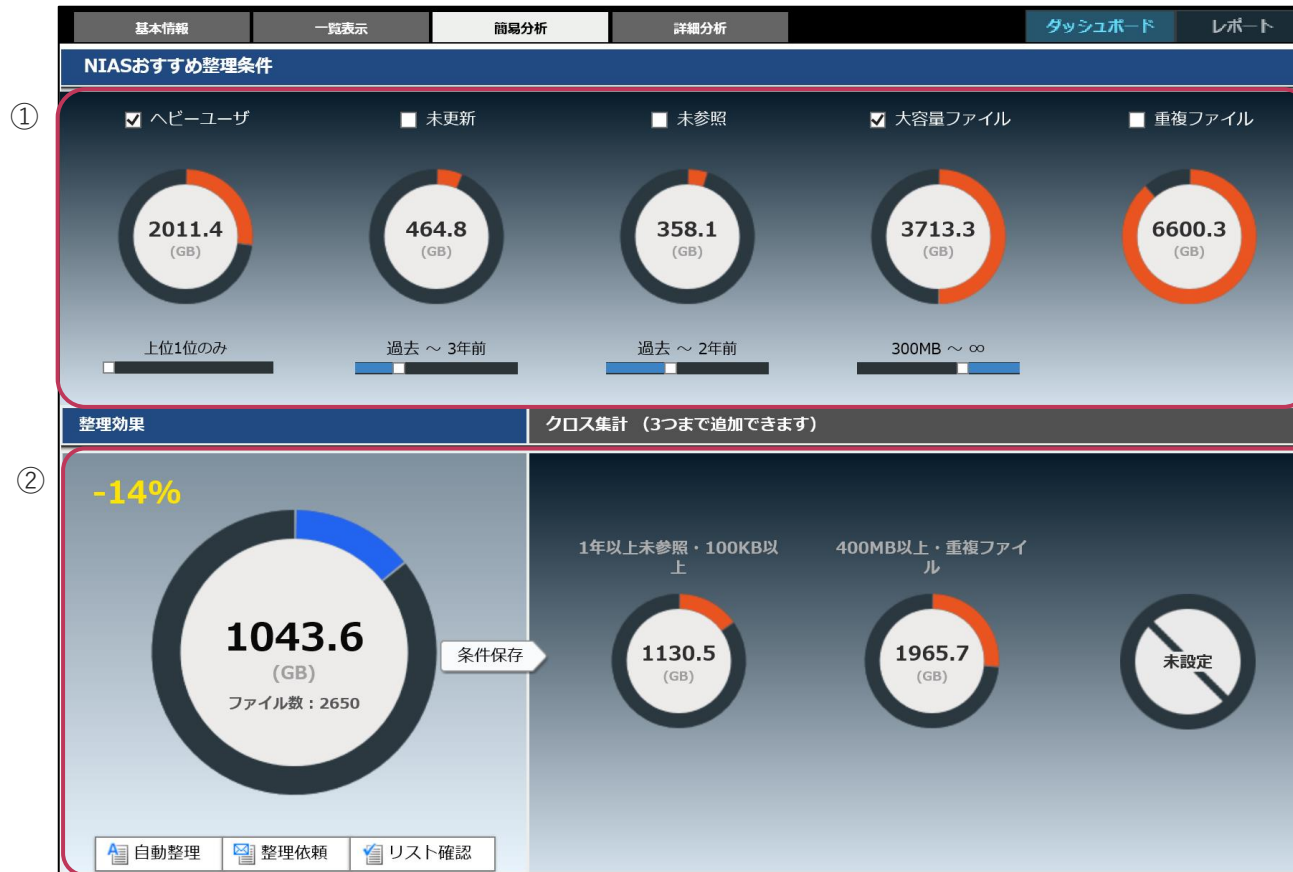 基本情報
一覧表示
簡易分析
詳細分析
ダッシュボード
レポート
NIASおすすめ整理条件
①
ヘビーユーザ
未更新
未参照
大容量ファイル
重複ファイル
2011.4
(GB)
464.8
(GB)
358.1
(GB)
3713.3
(GB)
6600.3
(GB)
上位1位のみ
過去 ～ 3年前
過去 ～ 2年前
300MB ～ ∞
整理効果
クロス集計 （3つまで追加できます）
②
-14%
1043.6
(GB)
ファイル数：2650
条件保存
1年以上未参照・100KB以
上
1130.5
(GB)
400MB以上・重複ファイ
ル
1965.7
(GB)
未設定
自動整理
整理依頼
リスト確認